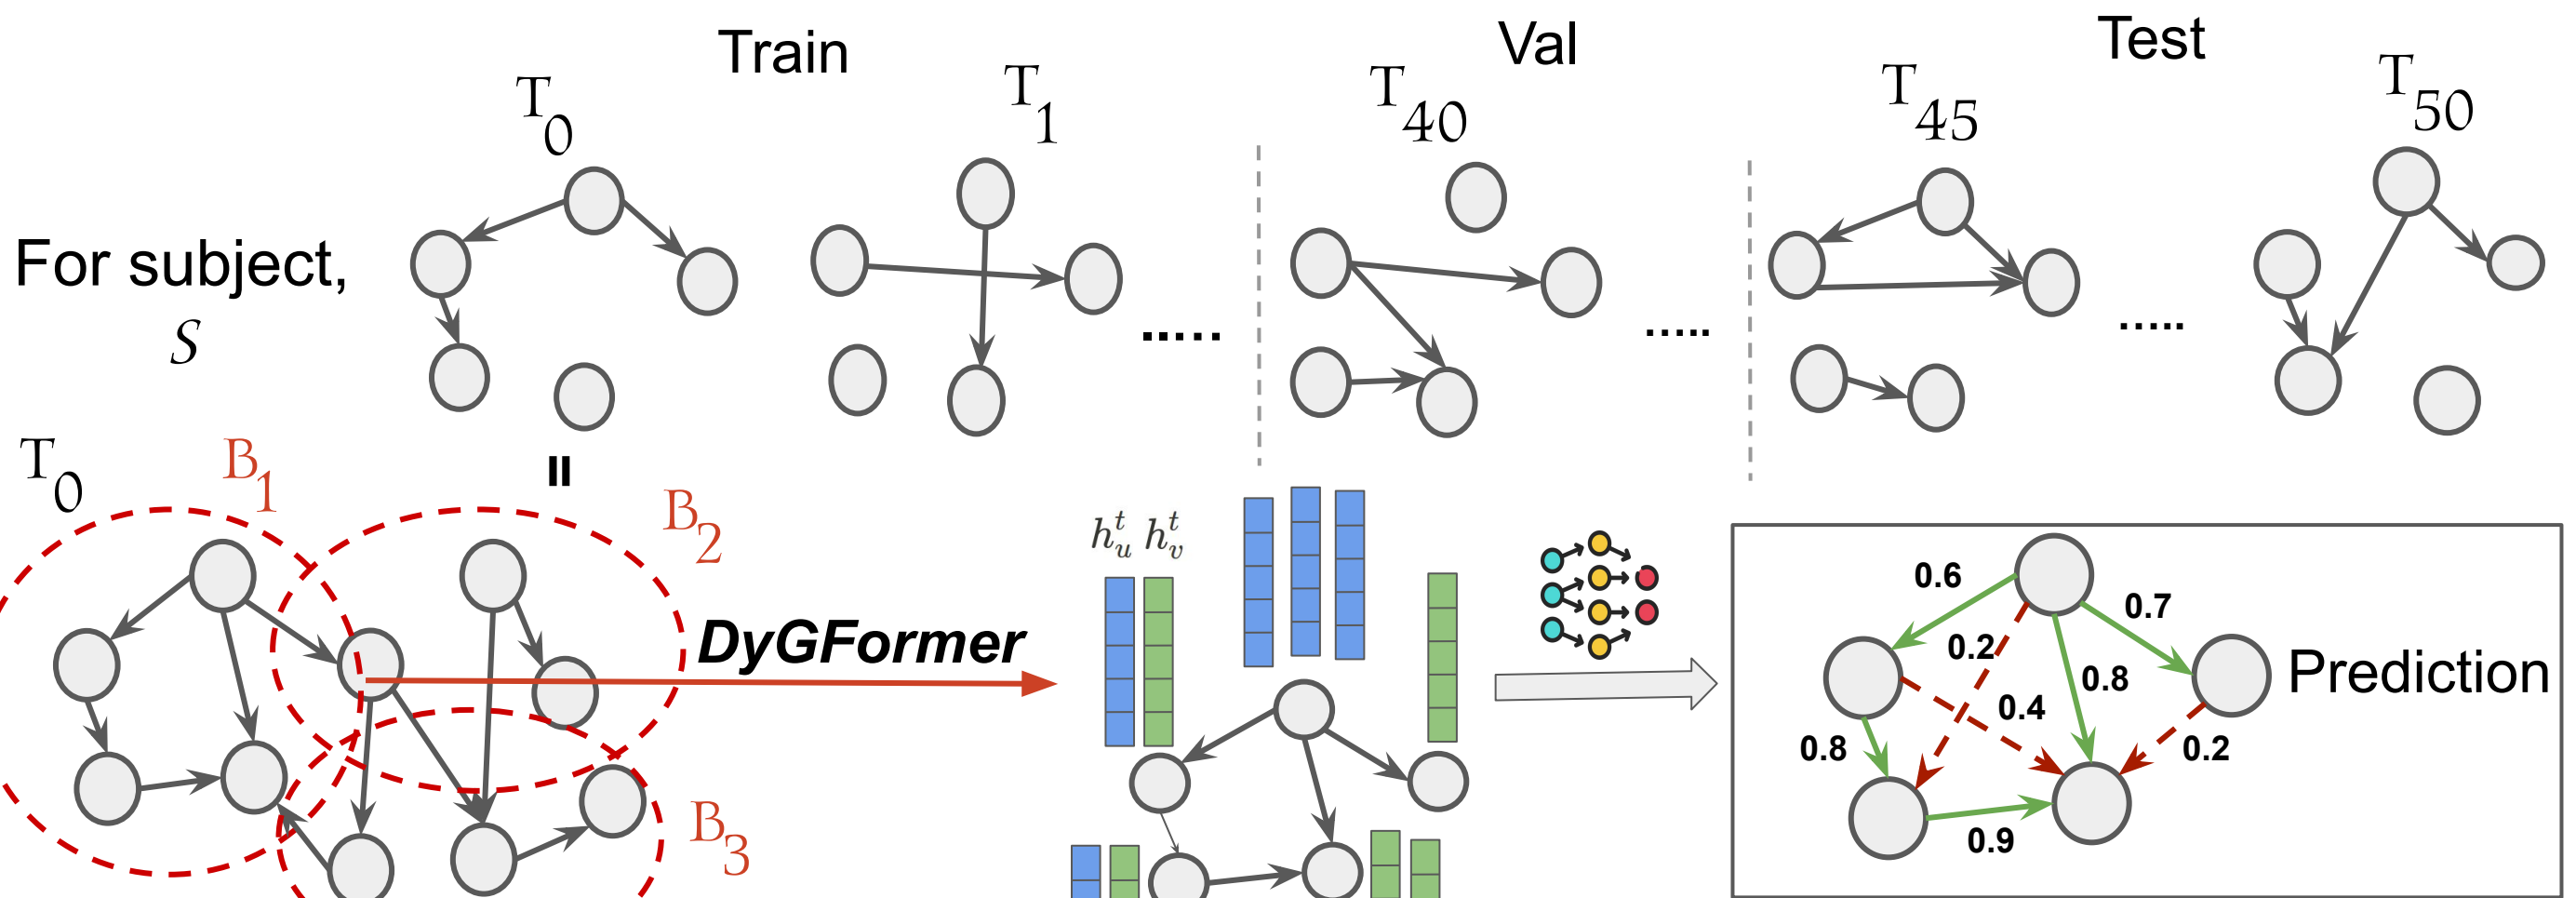 Train
Val
Test
T0
T1
T40
T45
T50
For subject,
S
.....
.....
.....
=
T0
B1
B2
B3
DyGFormer
h_u^t h_v^t
0.6
0.7
0.2
0.8
0.4
0.8
0.2
0.9
Prediction